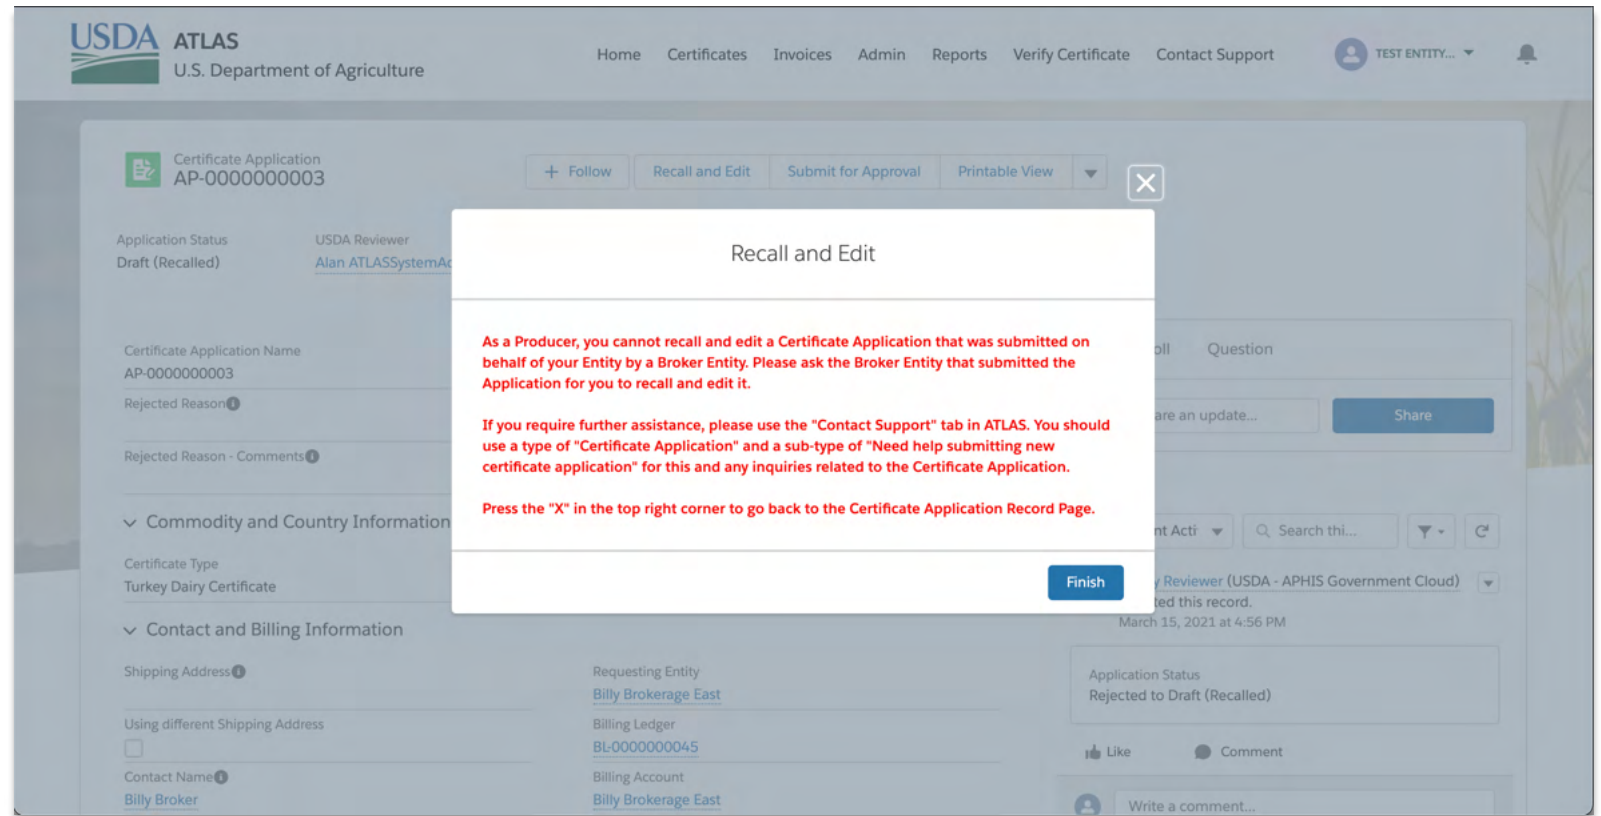 USDA ATLAS
U.S. Department of Agriculture
Home Certificates Invoices Admin Reports Verify Certificate Contact Support TEST ENTITY...
Certificate Application
AP-0000000003
+ Follow Recall and Edit Submit for Approval Printable View
Application Status USDA Reviewer
Draft (Recalled) Alan ATLASSystemAd
Recall and Edit
As a Producer, you cannot recall and edit a Certificate Application that was submitted on
behalf of your Entity by a Broker Entity. Please ask the Broker Entity that submitted the
Application for you to recall and edit it.
If you require further assistance, please use the "Contact Support" tab in ATLAS. You should
use a type of "Certificate Application" and a sub-type of "Need help submitting new
certificate application" for this and any inquiries related to the Certificate Application.
Press the "X" in the top right corner to go back to the Certificate Application Record Page.
Finish
Certificate Application Name
AP-0000000003
Rejected Reason
Rejected Reason - Comments
Commodity and Country Information
Certificate Type
Turkey Dairy Certificate
Contact and Billing Information
Shipping Address
Using different Shipping Address
Contact Name
Billy Broker
Requesting Entity
Billy Brokerage East
Billing Ledger
BL-0000000045
Billing Account
Billy Brokerage East
oll Question
are an update... Share
nt Acti Search thi...
y Reviewer (USDA - APHIS Government Cloud)
ted this record.
March 15, 2021 at 4:56 PM
Application Status
Rejected to Draft (Recalled)
Like Comment
Write a comment...